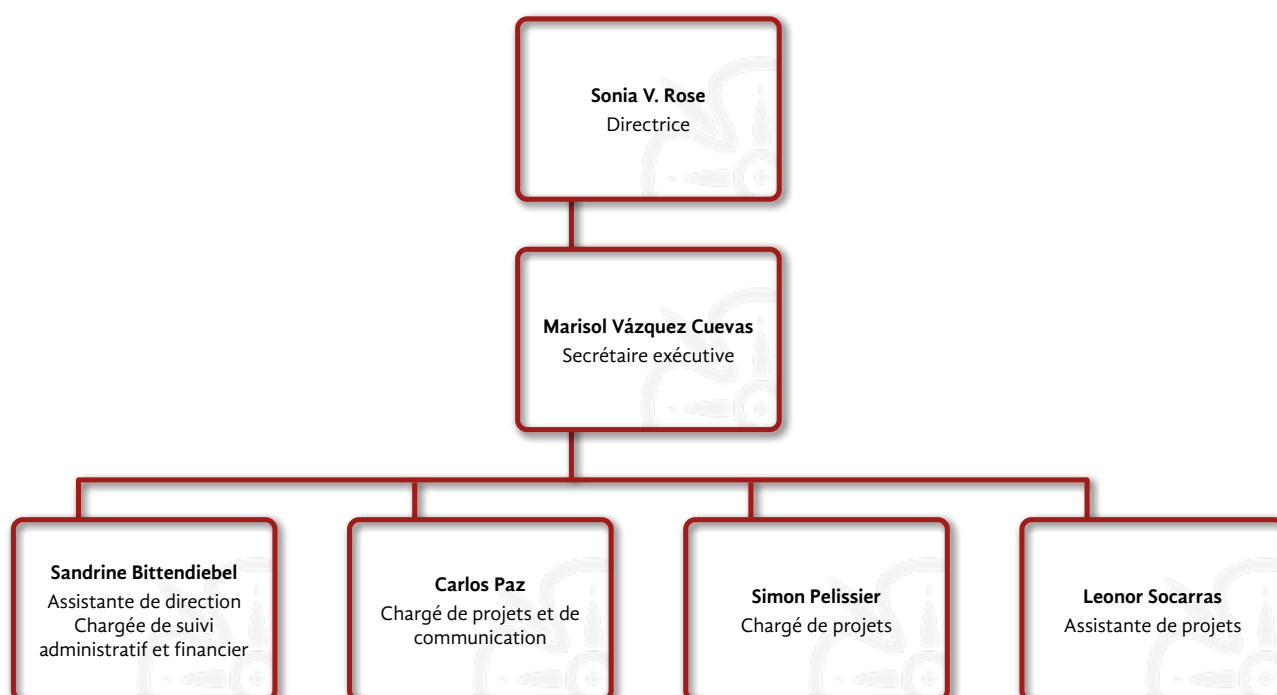 Sonia V. Rose
Directrice
Marisol Vázquez Cuevas
Secrétaire exécutive
Sandrine Bittendiebel
Assistante de direction
Chargée de suivi
administratif et financier
Carlos Paz
Chargé de projets et de
communication
Simon Pelissier
Chargé de projets
Leonor Socarras
Assistante de projets